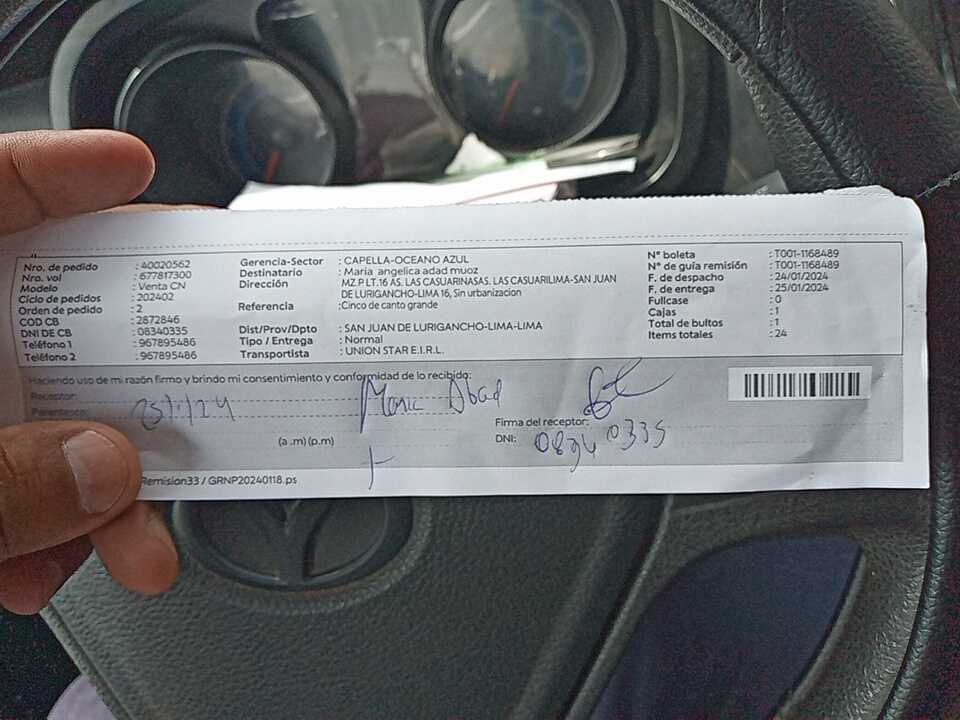 Nro. de pedido : 40020562
Nro. vol : 677817300
Modelo : Venta CN
Ciclo de pedidos : 202402
Orden de pedido : 2
COD CB : 2872846
DNI DE CB : 08340335
Teléfono 1 : 967895486
Teléfono 2 : 967895486
Gerencia-Sector : CAPELLA-OCEANO AZUL
Destinatario : Maria angelica adad muoz
Dirección : MZ.P LT.16 AS. LAS CASUARINASAS. LAS CASUARILIMA-SAN JUAN
DE LURIGANCHO-LIMA 16, Sin urbanizacion
Referencia : Cinco de canto grande
Dist/Prov/Dpto : SAN JUAN DE LURIGANCHO-LIMA-LIMA
Tipo / Entrega : Normal
Transportista : UNION STAR E.I.R.L.
N° boleta : T001-1168489
N° de guía remisión : T001-1168489
F. de despacho : 24/01/2024
F. de entrega : 25/01/2024
Fullcase : 0
Cajas : 1
Total de bultos : 1
Items totales : 24
Haciendo uso de mi razón firmo y brindo mi consentimiento y conformidad de lo recibido:
Receptor:
Parentesco:
Maria Abad
Firma del receptor:
(a .m) (p.m)
DNI: 08340335
Remision33 / GRNP20240118.ps